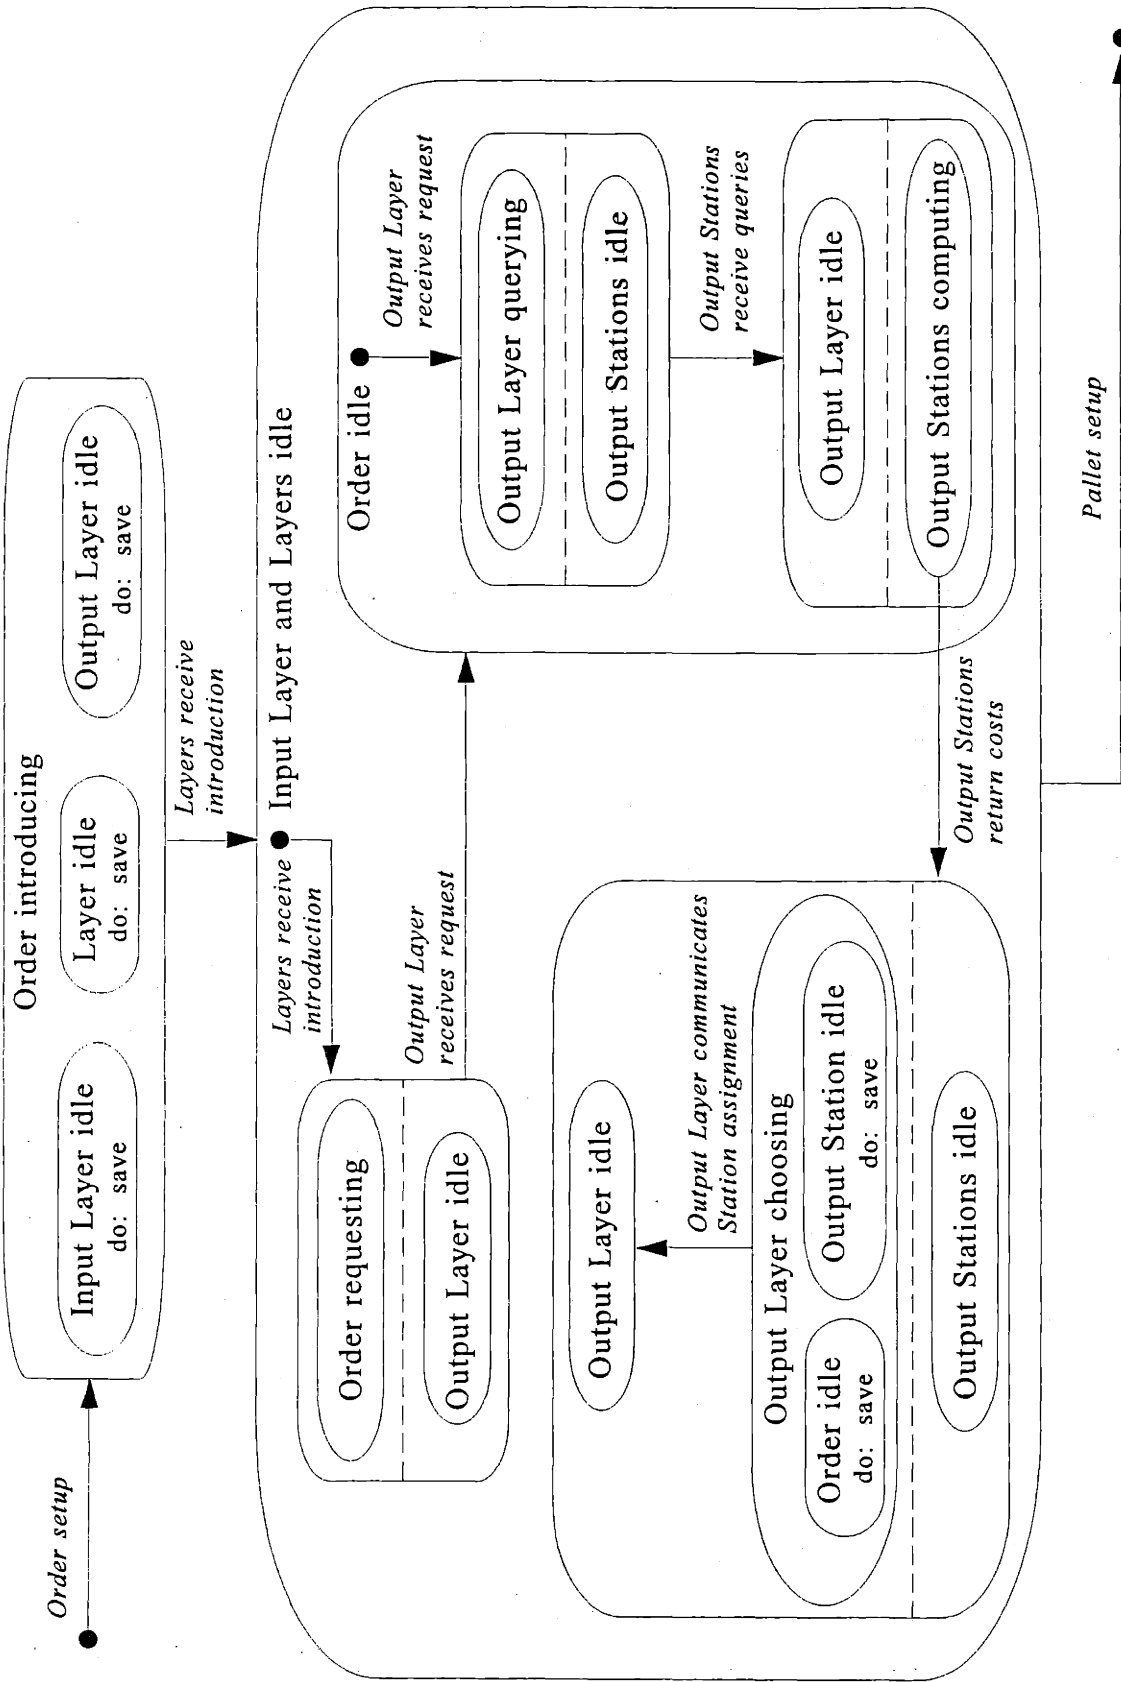 Order setup
Order introducing
Input Layer idle
do: save
Layer idle
do: save
Output Layer idle
do: save
Layers receive
introduction
Input Layer and Layers idle
Layers receive
introduction
Order requesting
Output Layer idle
Output Layer
receives request
Order idle
Output Layer
receives request
Output Layer querying
Output Stations idle
Output Stations
receive queries
Output Layer idle
Output Stations computing
Output Stations
return costs
Output Layer idle
Output Layer communicates
Station assignment
Output Layer choosing
Order idle
do: save
Output Station idle
do: save
Output Stations idle
Pallet setup